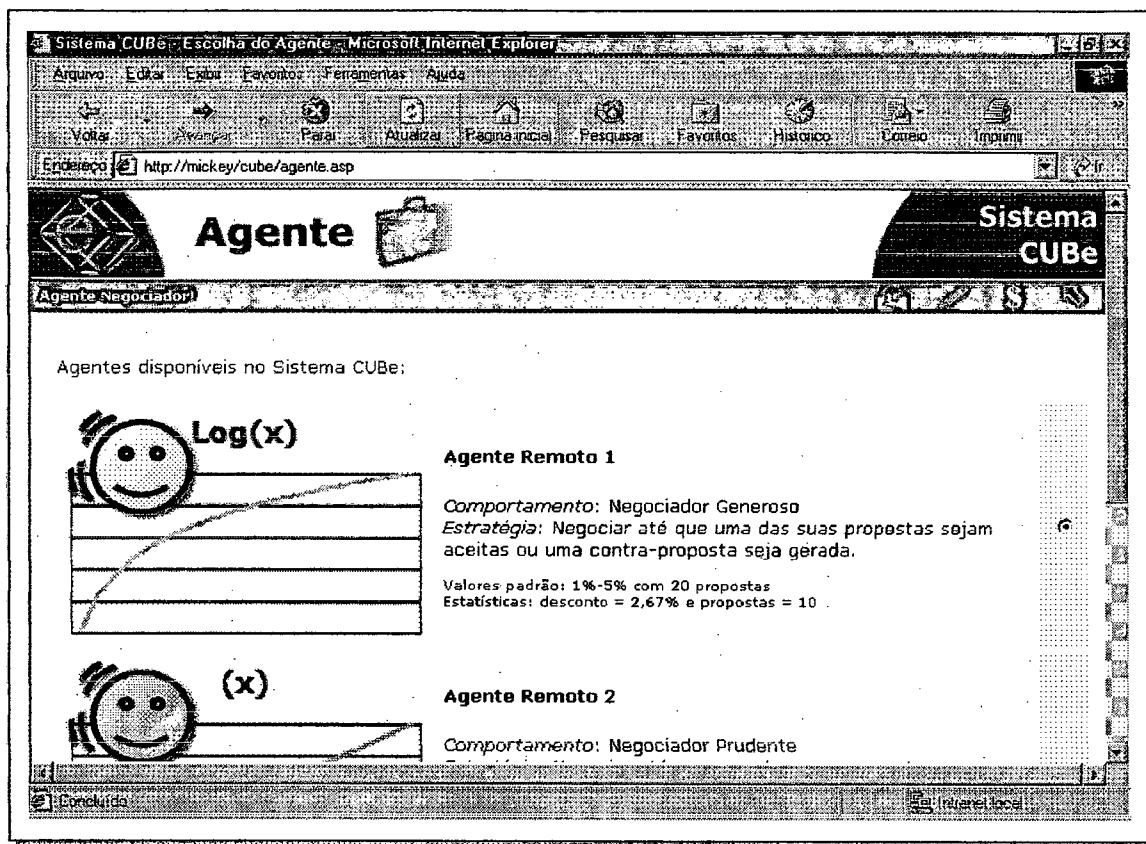 Sistema CUBe - Escolha do Agente - Microsoft Internet Explorer
Arquivo Editar Exibir Favoritos Ferramentas Ajuda
Voltar Avançar Parar Atualizar Página inicial Pesquisar Favoritos Histórico Correio Imprimir
Endereço http://mickey/cube/agente.asp Ir
Agente
Sistema
CUBe
Agente Negociador
Agentes disponíveis no Sistema CUBe:
Log(x)
Agente Remoto 1
Comportamento: Negociador Generoso
Estratégia: Negociar até que uma das suas propostas sejam
aceitas ou uma contra-proposta seja gerada.
Valores padrão: 1%-5% com 20 propostas
Estatísticas: desconto = 2,67% e propostas = 10
(x)
Agente Remoto 2
Comportamento: Negociador Prudente
Concluído
Intranet local